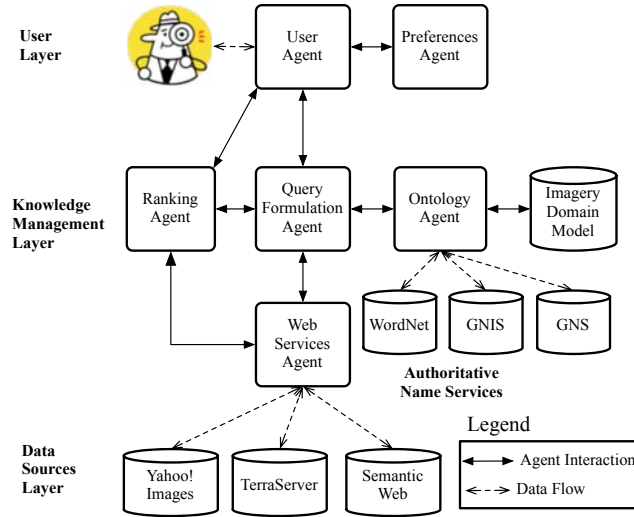 User
Layer
User
Agent
Preferences
Agent
Knowledge
Management
Layer
Ranking
Agent
Query
Formulation
Agent
Ontology
Agent
Imagery
Domain
Model
Web
Services
Agent
WordNet
GNIS
GNS
Authoritative
Name Services
Data
Sources
Layer
Yahoo!
Images
TerraServer
Semantic
Web
Legend
Agent Interaction
Data Flow